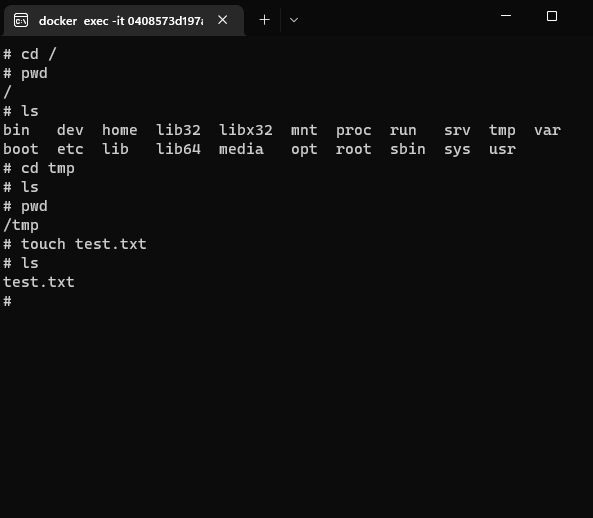 docker exec -it 0408573d197a
# cd /
# pwd
/
# ls
bin   dev  home  lib32  libx32  mnt  proc  run   srv  tmp  var
boot  etc  lib   lib64  media   opt  root  sbin  sys  usr
# cd tmp
# ls
# pwd
/tmp
# touch test.txt
# ls
test.txt
#